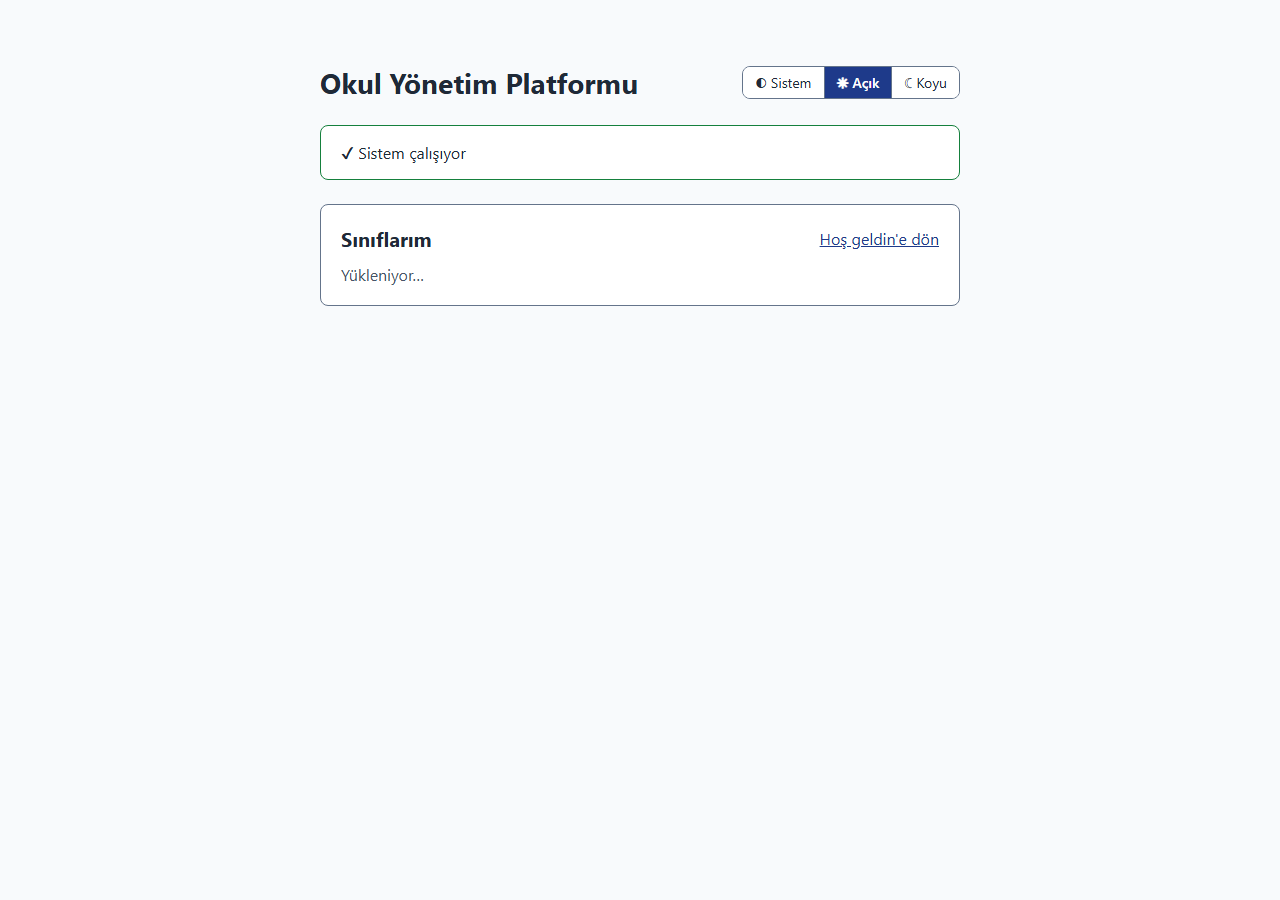 Okul Yönetim Platformu
◐ Sistem ❋ Açık ☾ Koyu
✓ Sistem çalışıyor
Sınıflarım
Hoş geldin'e dön
Yükleniyor...